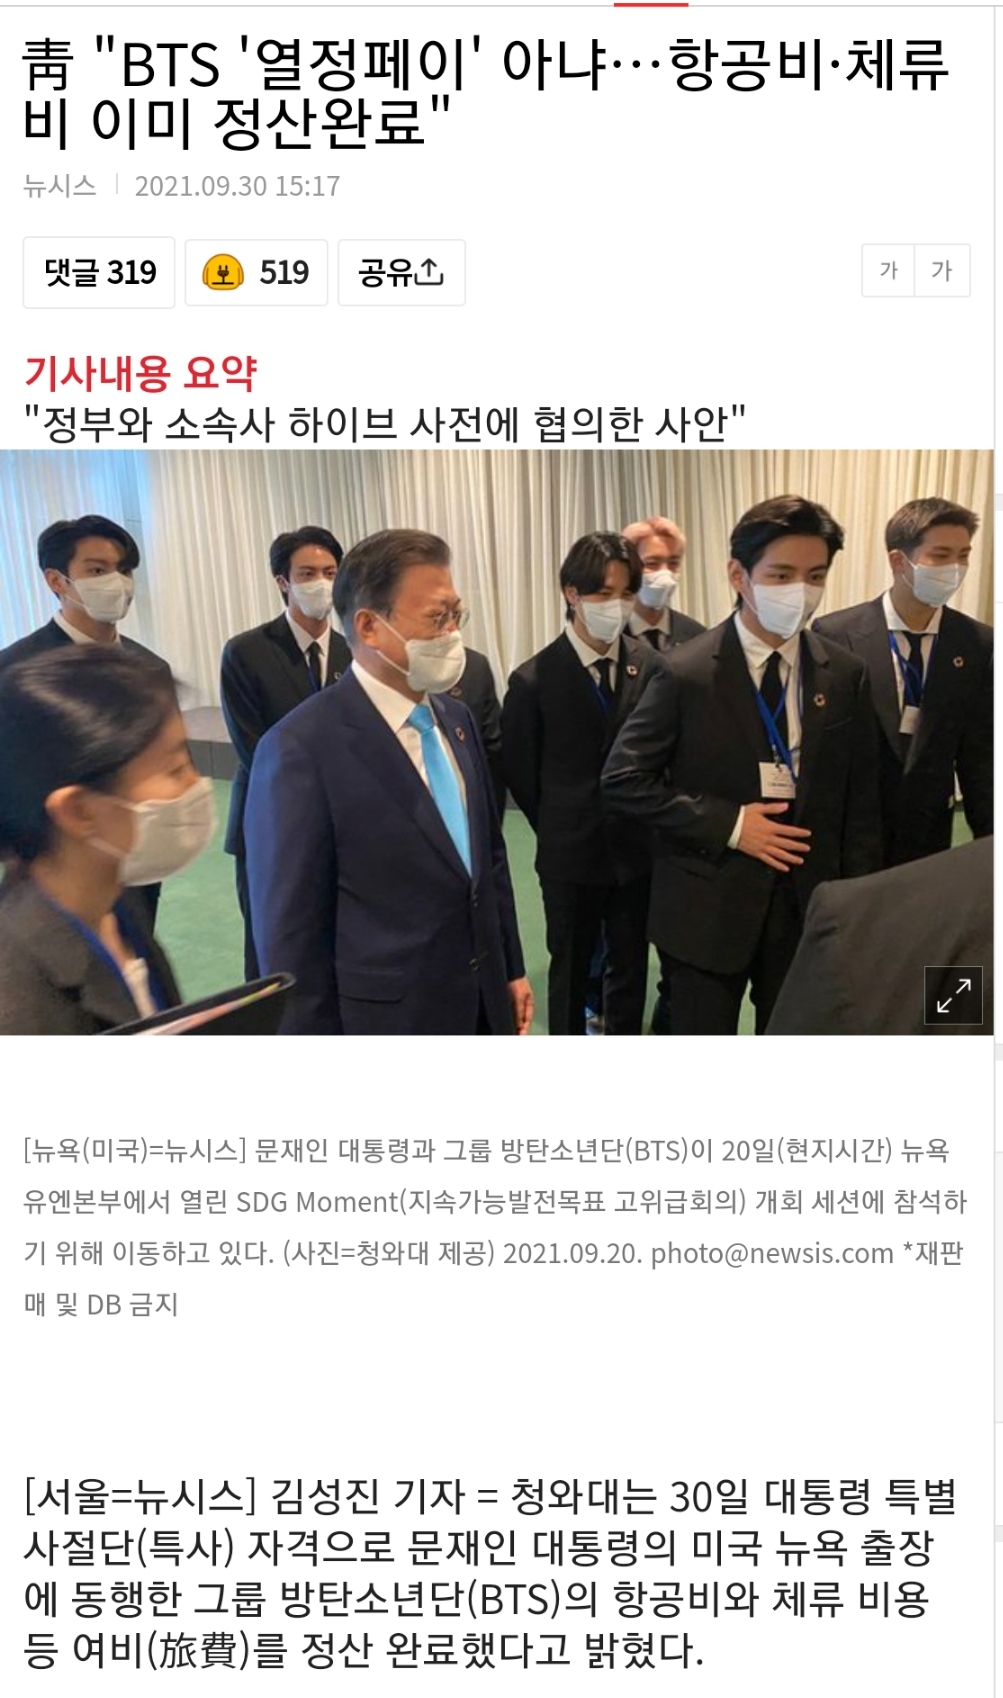 靑 "BTS '열정페이' 아냐…항공비·체류
비 이미 정산완료"
뉴시스 2021.09.30 15:17
댓글 319 519 공유 가 가
기사내용 요약
"정부와 소속사 하이브 사전에 협의한 사안"
[뉴욕(미국)=뉴시스] 문재인 대통령과 그룹 방탄소년단(BTS)이 20일(현지시간) 뉴욕
유엔본부에서 열린 SDG Moment(지속가능발전목표 고위급회의) 개회 세션에 참석하
기 위해 이동하고 있다. (사진=청와대 제공) 2021.09.20. photo@newsis.com *재판
매 및 DB 금지
[서울=뉴시스] 김성진 기자 = 청와대는 30일 대통령 특별
사절단(특사) 자격으로 문재인 대통령의 미국 뉴욕 출장
에 동행한 그룹 방탄소년단(BTS)의 항공비와 체류 비용
등 여비(旅費)를 정산 완료했다고 밝혔다.